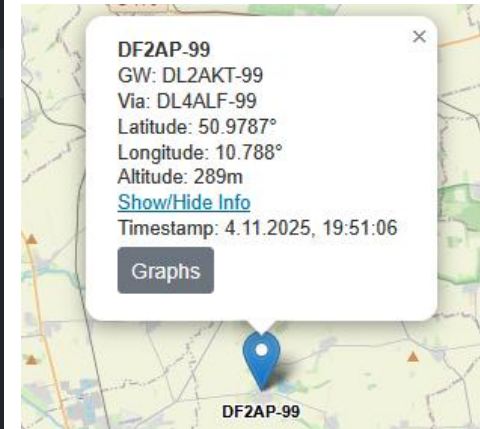 ×
DF2AP-99
GW: DL2AKT-99
Via: DL4ALF-99
Latitude: 50.9787°
Longitude: 10.788°
Altitude: 289m
Show/Hide Info
Timestamp: 4.11.2025, 19:51:06
Graphs
DF2AP-99